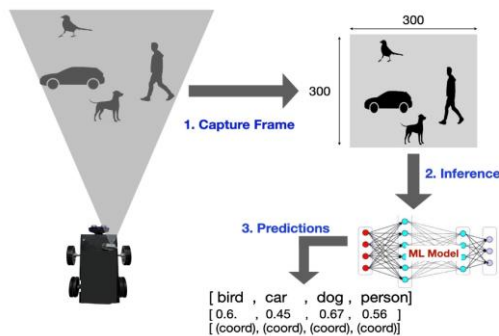 300
300
1. Capture Frame
2. Inference
3. Predictions
ML Model
[ bird , car , dog , person]
[ 0.6. , 0.45 , 0.67 , 0.56 ]
[ (coord), (coord), (coord), (coord)]